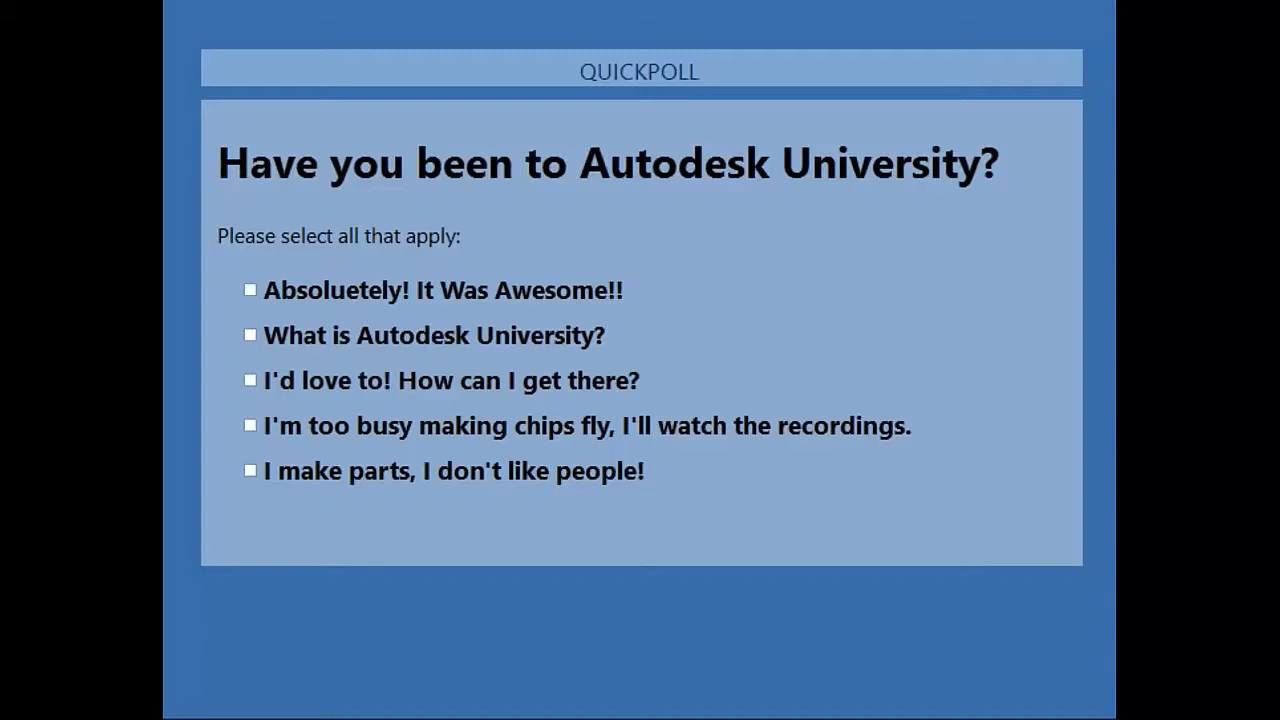 QUICKPOLL
Have you been to Autodesk University?
Please select all that apply:
Absoluetely! It Was Awesome!!
What is Autodesk University?
I'd love to! How can I get there?
I'm too busy making chips fly, I'll watch the recordings.
I make parts, I don't like people!